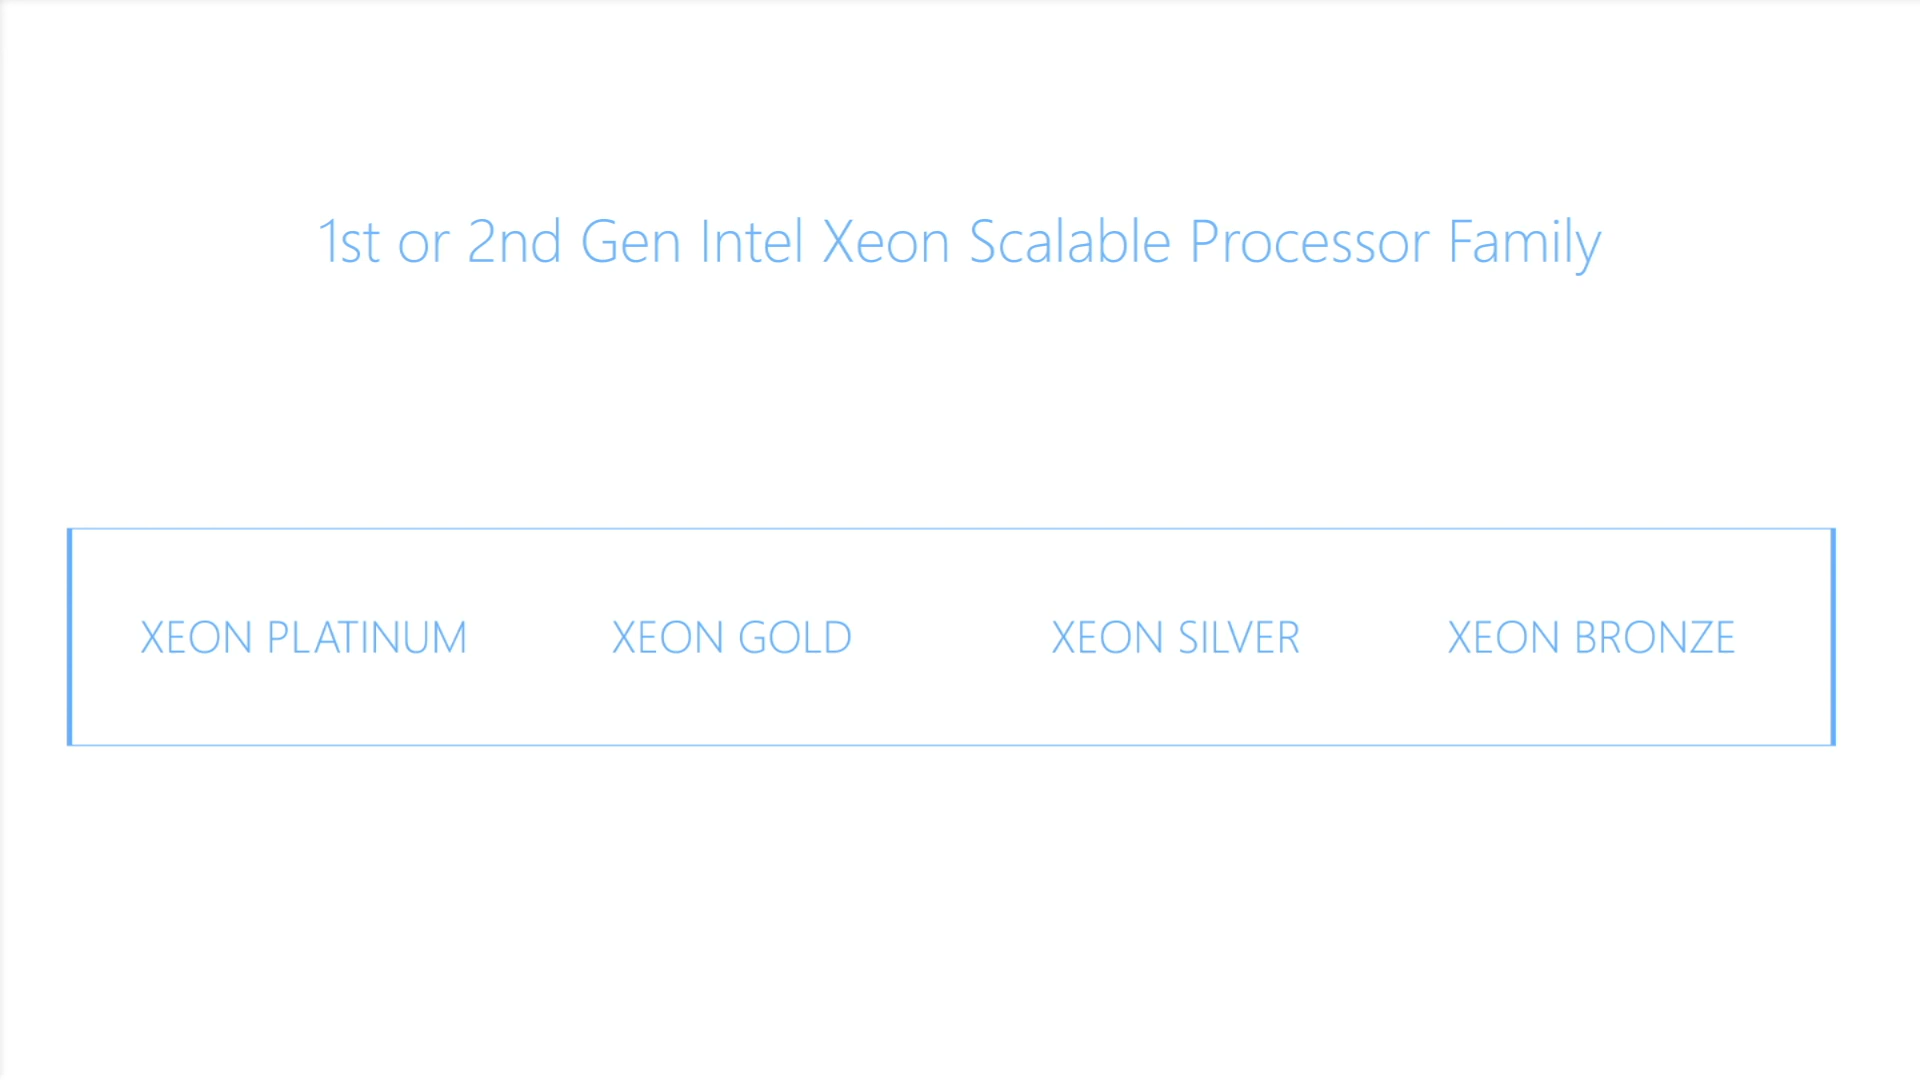 1st or 2nd Gen Intel Xeon Scalable Processor Family
XEON PLATINUM XEON GOLD XEON SILVER XEON BRONZE